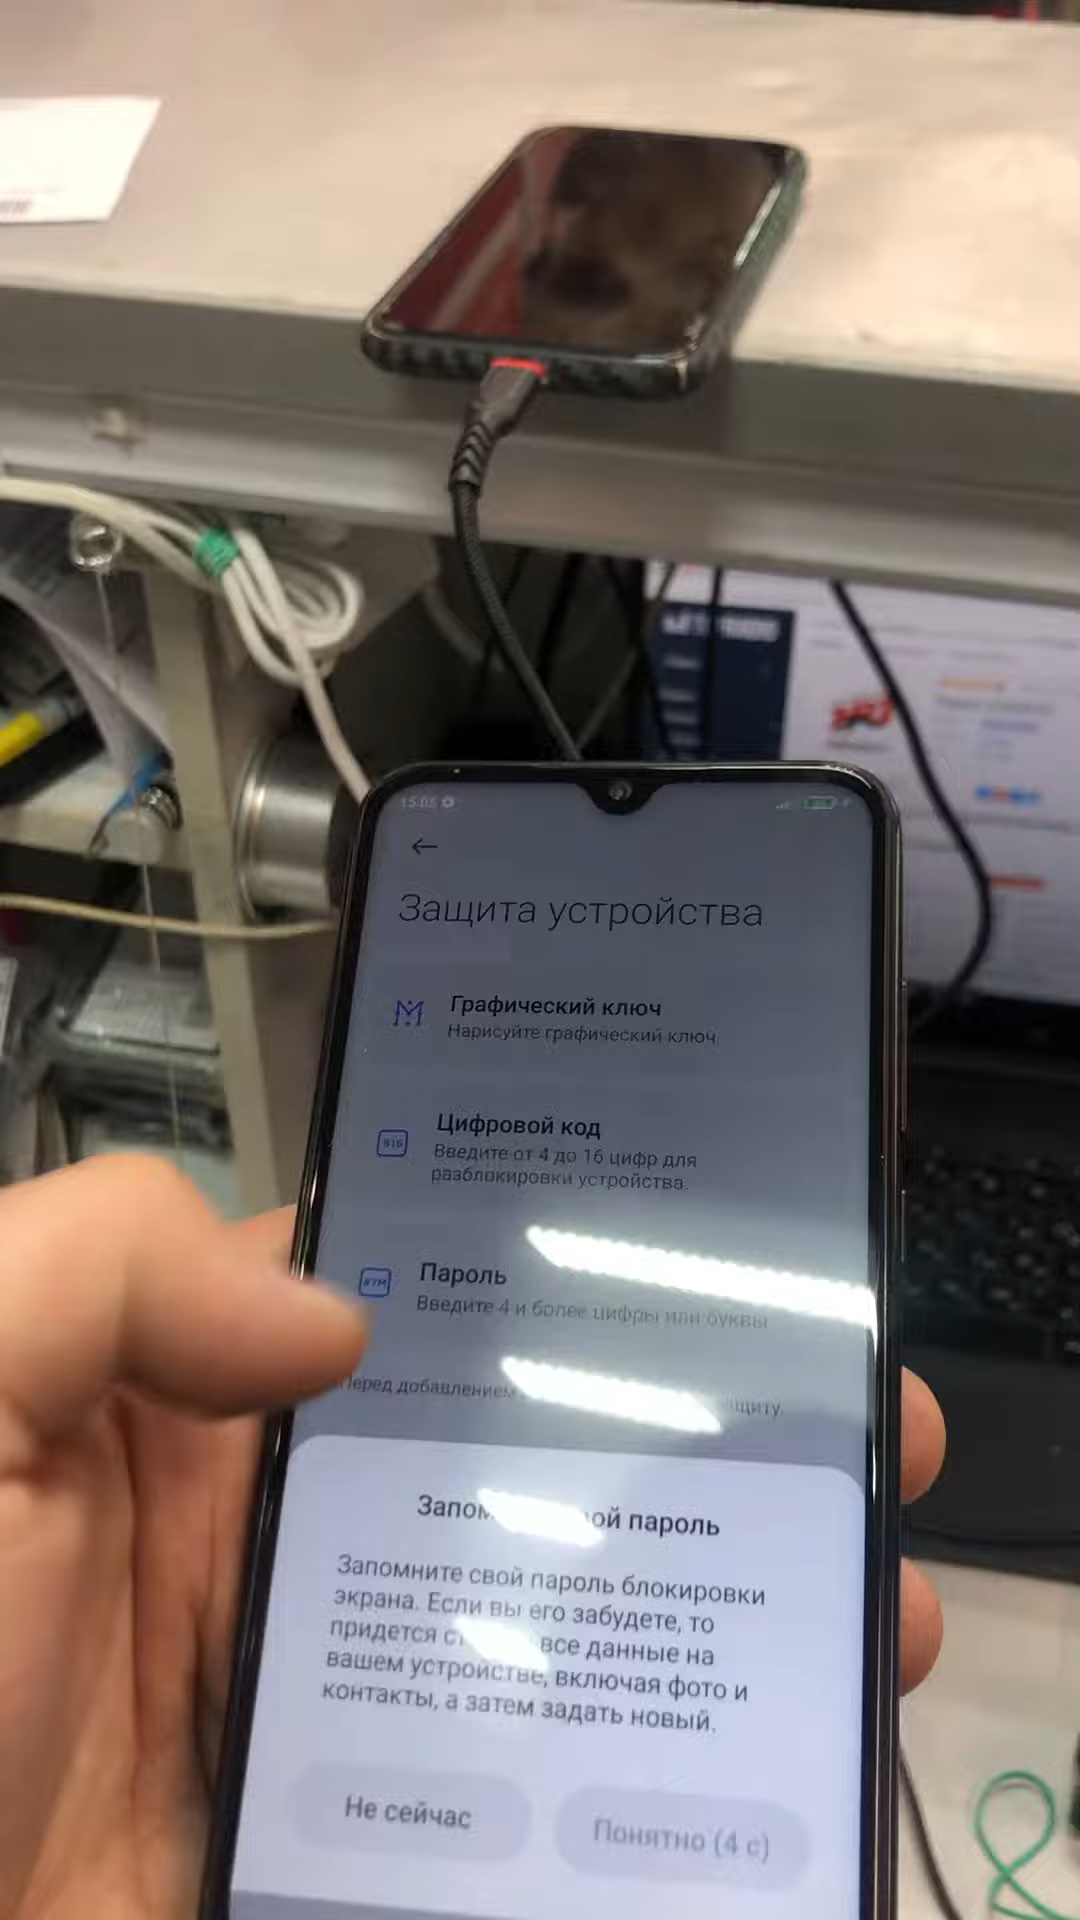 15:05
Защита устройства
Графический ключ
Нарисуйте графический ключ
Цифровой код
Введите от 4 до 16 цифр для
разблокировки устройства.
Пароль
Введите 4 и более цифры или буквы
Перед добавлением
защиту.
пароль
Запомните свой пароль блокировки
экрана. Если вы его забудете, то
придется все данные на
вашем устройстве, включая фото и
контакты, а затем задать новый.
Не сейчас
Понятно (4 с)